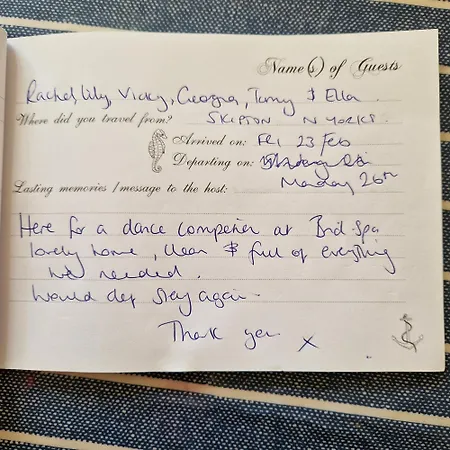 Name(s) of Guests
Rachel, Lily, Vicky, Georgia, Tammy & Ella.
Where did you travel from? SKIPTON N YORKS.
Arrived on: FRI 23 Feb
Departing on:
Monday 26th
Lasting memories / message to the host:
Here for a dance competion at Brid Spa
lovely home, clean & full of everything
we needed.
Would def stay again.
Thank you x